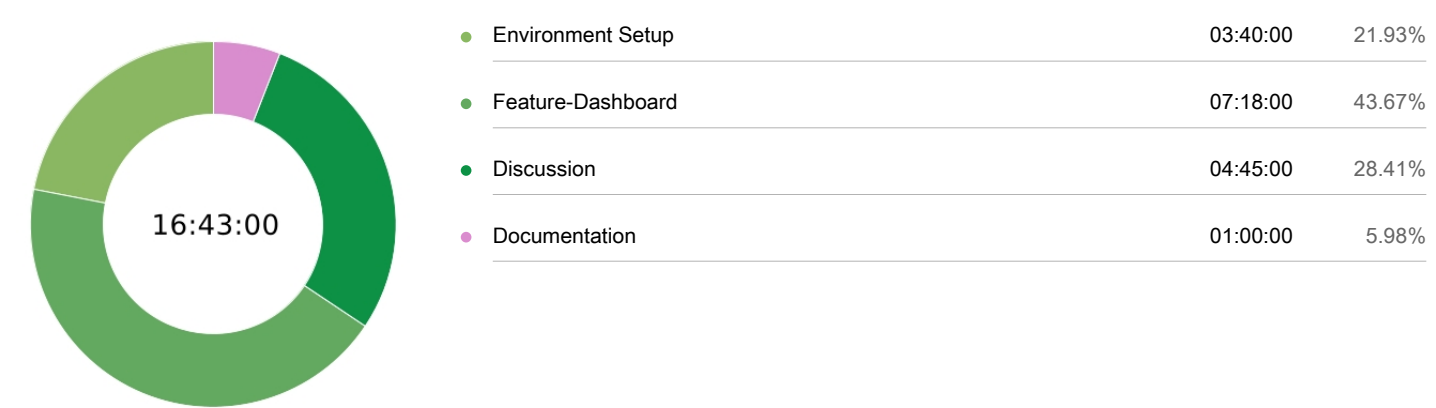 16:43:00
Environment Setup 03:40:00 21.93%
Feature-Dashboard 07:18:00 43.67%
Discussion 04:45:00 28.41%
Documentation 01:00:00 5.98%